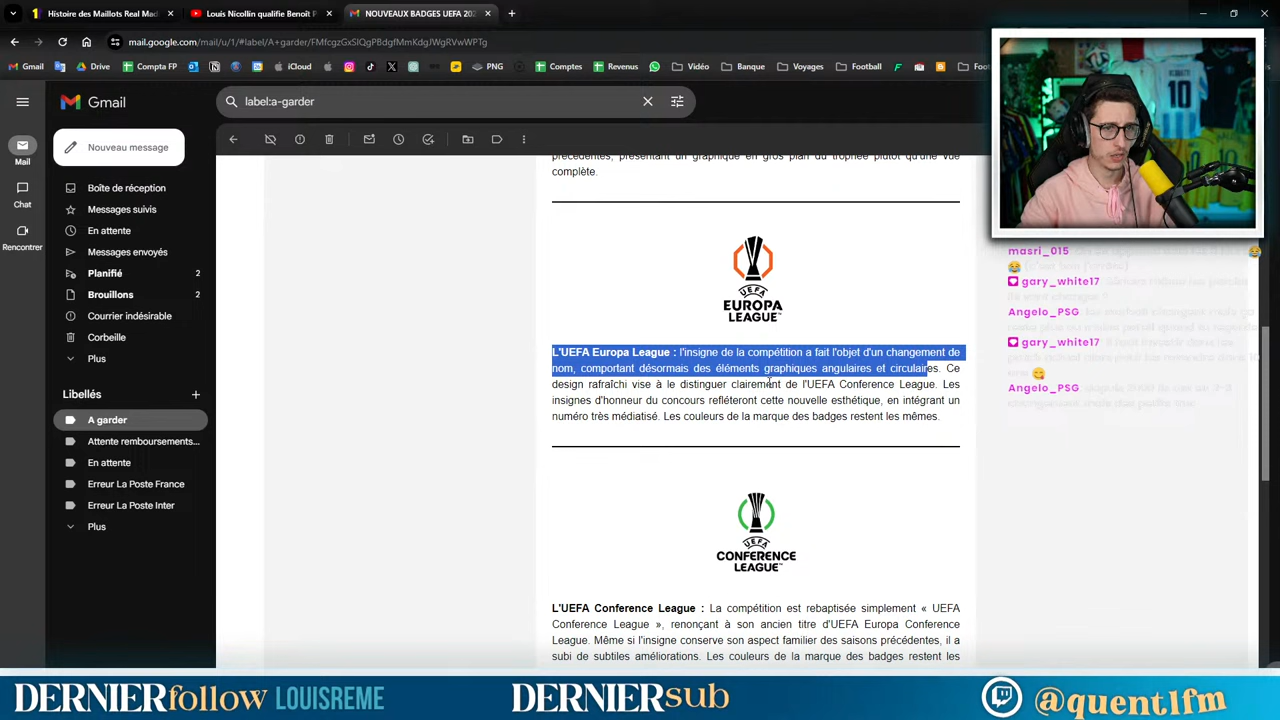 Histoire des Maillots Real Mad
Louis Nicollin qualifie Benoît P
NOUVEAUX BADGES UEFA 202
mail.google.com/mail/u/1/#label/A+garder/FMfcgzGxSlQgPBdgfMmKdgJWgRVwWPTg
Gmail
Drive
Compta FP
iCloud
PNG
Comptes
Revenus
Vidéo
Banque
Voyages
Football
Gmail
label:a-garder
Nouveau message
Mail
Chat
Rencontrer
Boîte de réception
Messages suivis
En attente
Messages envoyés
Planifié 2
Brouillons 2
Courrier indésirable
Corbeille
Plus
Libellés
A garder
Attente remboursements...
En attente
Erreur La Poste France
Erreur La Poste Inter
Plus
précédentes, présentant un graphique en gros plan du trophée plutôt qu'une vue
complète.
UEFA
EUROPA
LEAGUE™
L'UEFA Europa League : l'insigne de la compétition a fait l'objet d'un changement de
nom, comportant désormais des éléments graphiques angulaires et circulaires. Ce
design rafraîchi vise à le distinguer clairement de l'UEFA Conference League. Les
insignes d'honneur du concours refléteront cette nouvelle esthétique, en intégrant un
numéro très médiatisé. Les couleurs de la marque des badges restent les mêmes.
UEFA
CONFERENCE
LEAGUE™
L'UEFA Conference League : La compétition est rebaptisée simplement « UEFA
Conference League », renonçant à son ancien titre d'UEFA Europa Conference
League. Même si l'insigne conserve son aspect familier des saisons précédentes, il a
subi de subtiles améliorations. Les couleurs de la marque des badges restent les
10
masri_015
gary_white17
Angelo_PSG
gary_white17
Angelo_PSG
DERNIERfollow LOUISREME
DERNIERsub
@quent1fm